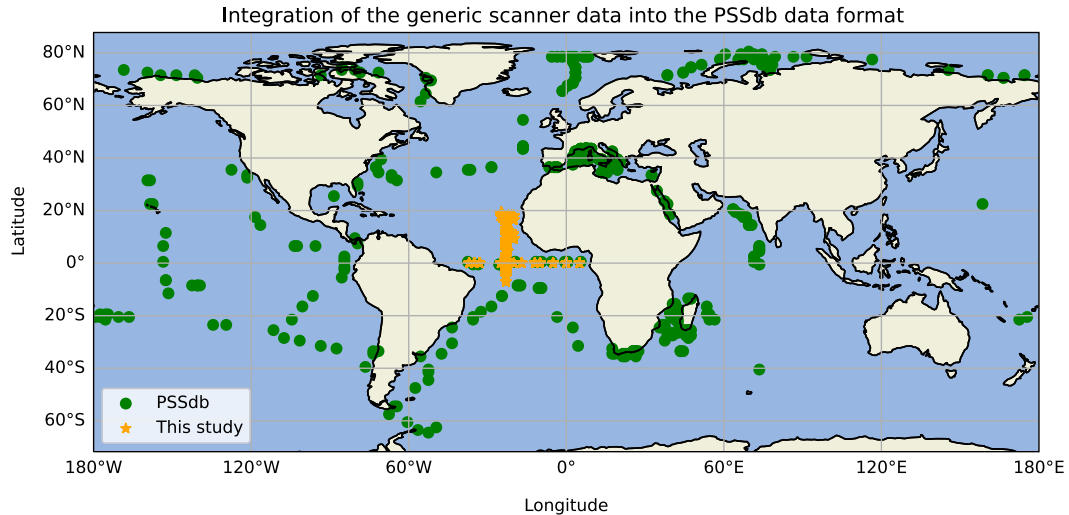 Integration of the generic scanner data into the PSSdb data format
80°N
60°N
40°N
20°N
0°
20°S
40°S
60°S
Latitude
PSSdb
This study
180°W
120°W
60°W
0°
60°E
120°E
180°E
Longitude